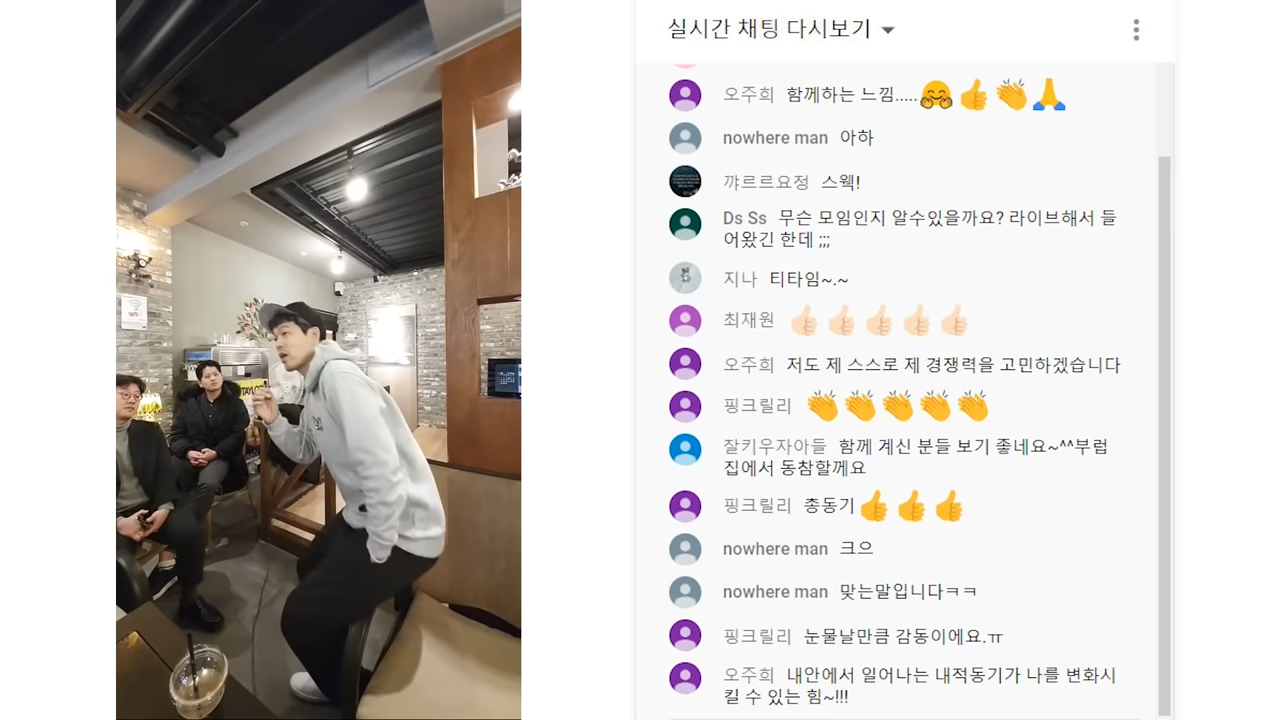 실시간 채팅 다시보기
오주희 함께하는 느낌.....🤗👍👏🙏
nowhere man 아하
꺄르르요정 스웩!
Ds Ss 무슨 모임인지 알수있을까요? 라이브해서 들
어왔긴 한데 ;;;
지나 티타임~.~
최재원 👍🏻👍🏻👍🏻👍🏻👍🏻
오주희 저도 제 스스로 제 경쟁력을 고민하겠습니다
핑크릴리 👏👏👏👏👏
잘키우자아들 함께 계신 분들 보기 좋네요~^^부럽
집에서 동참할께요
핑크릴리 총동기👍👍👍
nowhere man 크으
nowhere man 맞는말입니다ㅋㅋ
핑크릴리 눈물날만큼 감동이에요.ㅠ
오주희 내안에서 일어나는 내적동기가 나를 변화시
킬 수 있는 힘~!!!